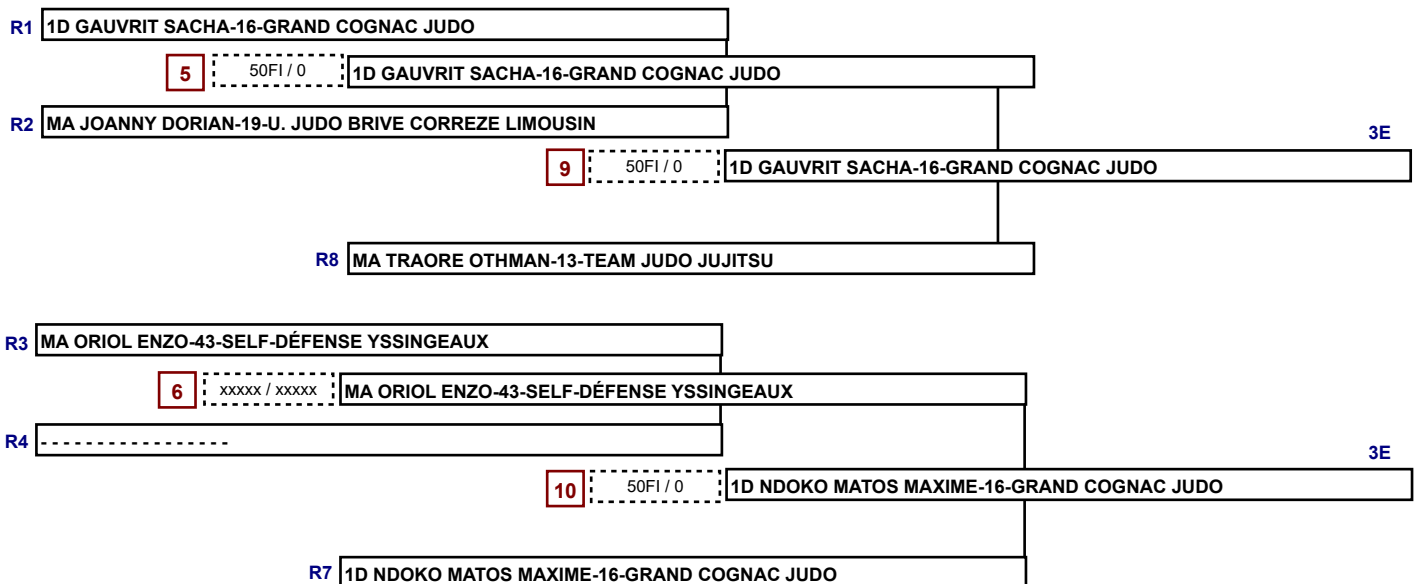 R1 1D GAUVRIT SACHA-16-GRAND COGNAC JUDO
5 50FI / 0 1D GAUVRIT SACHA-16-GRAND COGNAC JUDO
R2 MA JOANNY DORIAN-19-U. JUDO BRIVE CORREZE LIMOUSIN
3E
9 50FI / 0 1D GAUVRIT SACHA-16-GRAND COGNAC JUDO
R8 MA TRAORE OTHMAN-13-TEAM JUDO JUJITSU
R3 MA ORIOL ENZO-43-SELF-DÉFENSE YSSINGEAUX
6 xxxxx / xxxxx MA ORIOL ENZO-43-SELF-DÉFENSE YSSINGEAUX
R4 - - - - - - - - - - - - - - - - -
3E
10 50FI / 0 1D NDOKO MATOS MAXIME-16-GRAND COGNAC JUDO
R7 1D NDOKO MATOS MAXIME-16-GRAND COGNAC JUDO